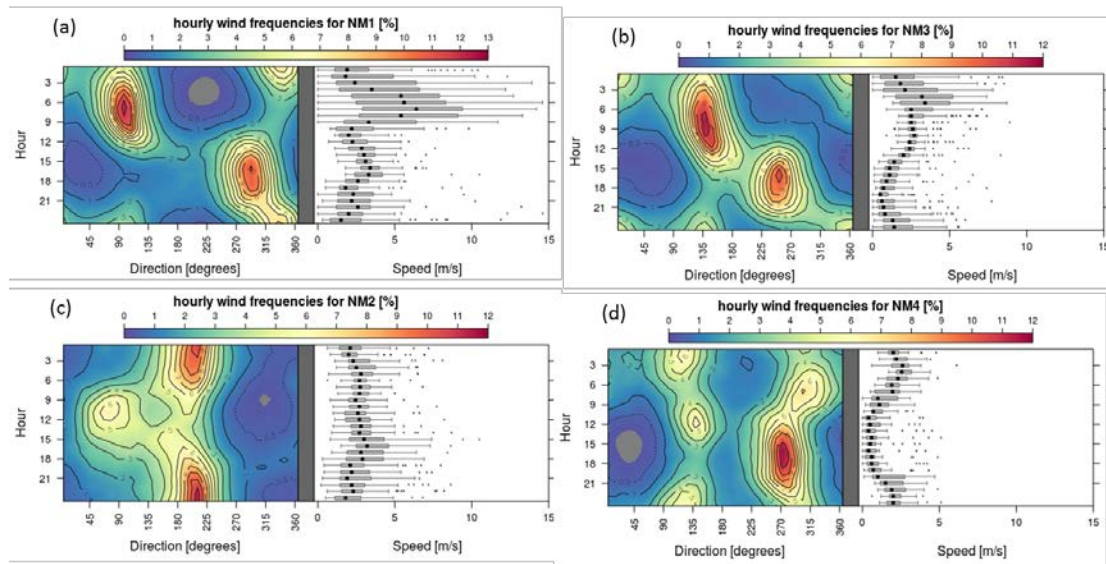 (a)
hourly wind frequencies for NM1 [%]
0 1 2 3 4 5 6 7 8 9 10 11 12 13
Hour
3
6
9
12
15
18
21
45 90 135 180 225 270 315 360
0 5 10 15
Direction [degrees]
Speed [m/s]
(b)
hourly wind frequencies for NM3 [%]
0 1 2 3 4 5 6 7 8 9 10 11 12
Hour
3
6
9
12
15
18
21
45 90 135 180 225 270 315 360
0 5 10 15
Direction [degrees]
Speed [m/s]
(c)
hourly wind frequencies for NM2 [%]
0 1 2 3 4 5 6 7 8 9 10 11 12
Hour
3
6
9
12
15
18
21
45 90 135 180 225 270 315 360
0 5 10 15
Direction [degrees]
Speed [m/s]
(d)
hourly wind frequencies for NM4 [%]
0 1 2 3 4 5 6 7 8 9 10 11 12
Hour
3
6
9
12
15
18
21
45 90 135 180 225 270 315 360
0 5 10 15
Direction [degrees]
Speed [m/s]